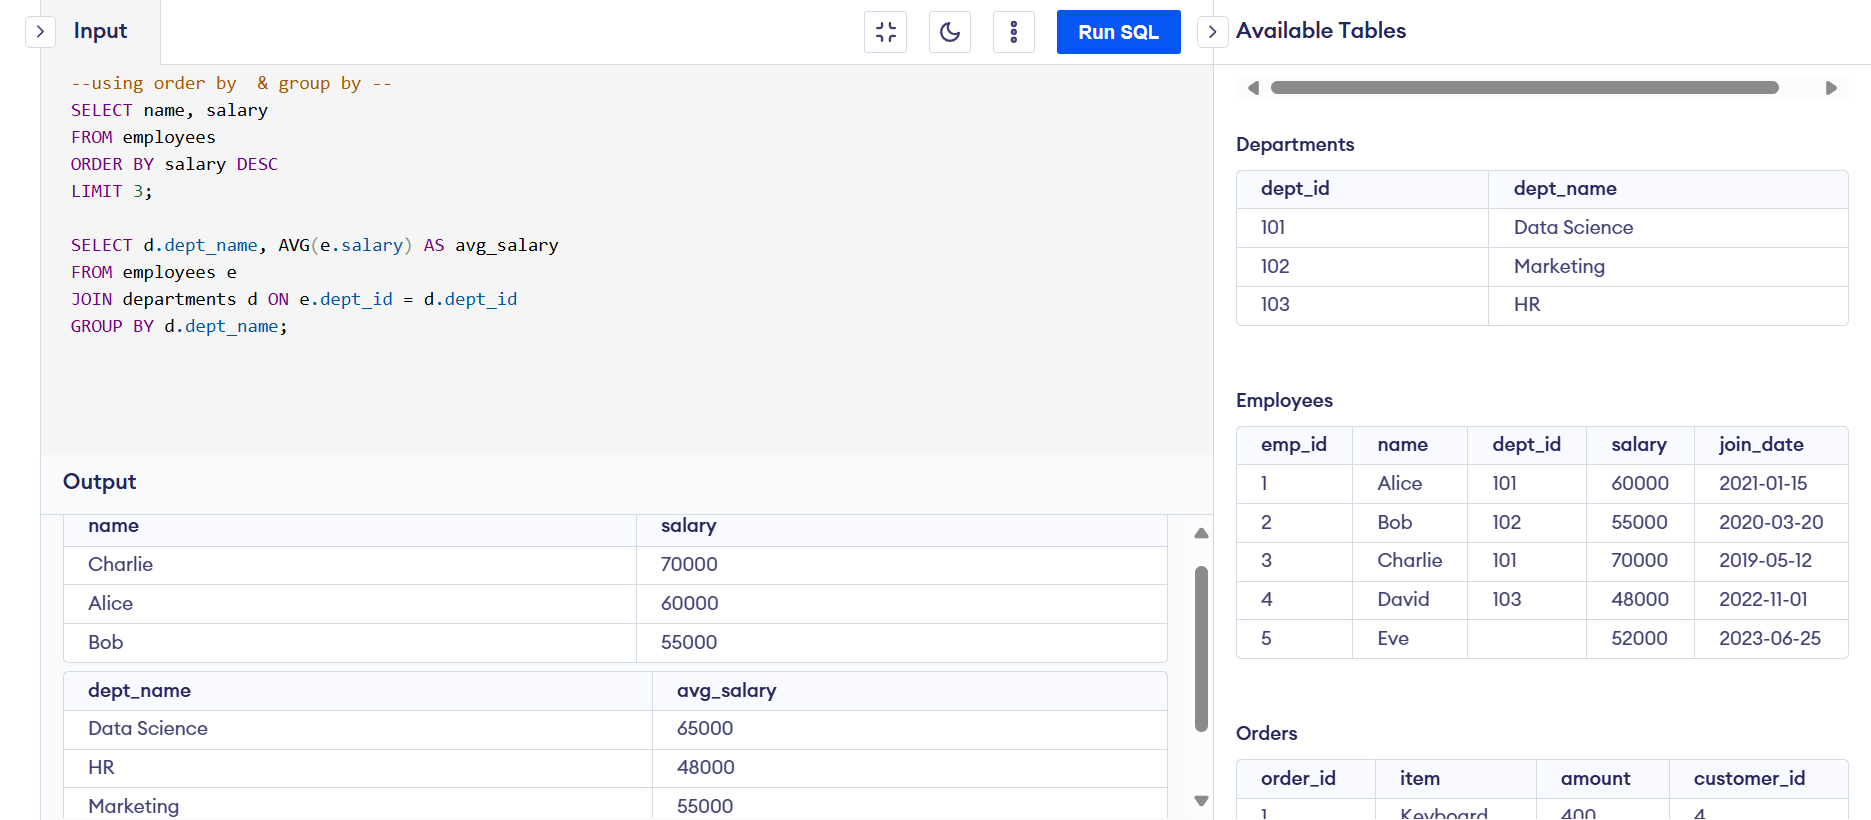 Input
Run SQL
--using order by  & group by --
SELECT name, salary
FROM employees
ORDER BY salary DESC
LIMIT 3;
SELECT d.dept_name, AVG(e.salary) AS avg_salary
FROM employees e
JOIN departments d ON e.dept_id = d.dept_id
GROUP BY d.dept_name;
Output
name salary
Charlie 70000
Alice 60000
Bob 55000
dept_name avg_salary
Data Science 65000
HR 48000
Marketing 55000
Available Tables
Departments
dept_id dept_name
101 Data Science
102 Marketing
103 HR
Employees
emp_id name dept_id salary join_date
1 Alice 101 60000 2021-01-15
2 Bob 102 55000 2020-03-20
3 Charlie 101 70000 2019-05-12
4 David 103 48000 2022-11-01
5 Eve 52000 2023-06-25
Orders
order_id item amount customer_id
1 Keyboard 400 4